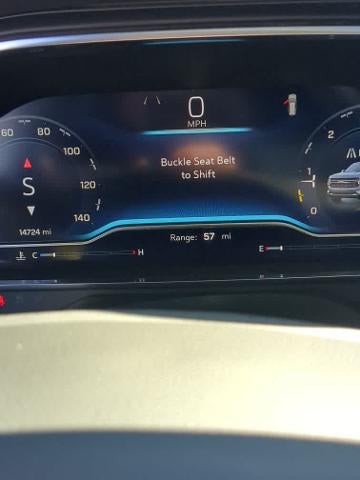 0
MPH
60 80
100
120
140
S
2
1
0
Buckle Seat Belt
to Shift
14724 mi
Range: 57 mi
C H
E